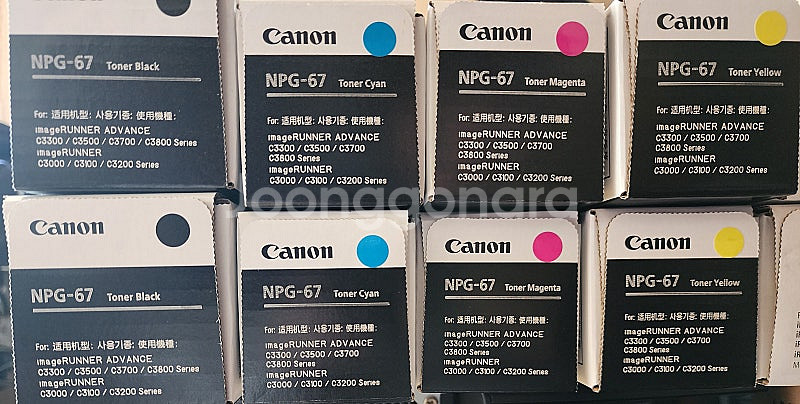 Canon
NPG-67 Toner Black
For: 适用机型: 사용기종: 使用機種:
imageRUNNER ADVANCE
C3300 / C3500 / C3700 / C3800 Series
imageRUNNER
C3000 / C3100 / C3200 Series
Canon
NPG-67 Toner Cyan
For: 适用机型: 사용기종: 使用機種:
imageRUNNER ADVANCE
C3300 / C3500 / C3700
C3800 Series
imageRUNNER
C3000 / C3100 / C3200 Series
Canon
NPG-67 Toner Magenta
For: 适用机型: 사용기종: 使用機種:
imageRUNNER ADVANCE
C3300 / C3500 / C3700
C3800 Series
imageRUNNER
C3000 / C3100 / C3200 Series
Canon
NPG-67 Toner Yellow
For: 适用机型: 사용기종: 使用機種:
imageRUNNER ADVANCE
C3300 / C3500 / C3700
C3800 Series
imageRUNNER
C3000 / C3100 / C3200 Series
Joonggonara
Canon
NPG-67 Toner Black
For: 适用机型: 사용기종: 使用機種:
imageRUNNER ADVANCE
C3300 / C3500 / C3700 / C3800 Series
imageRUNNER
C3000 / C3100 / C3200 Series
Canon
NPG-67 Toner Cyan
For: 适用机型: 사용기종: 使用機種:
imageRUNNER ADVANCE
C3300 / C3500 / C3700
C3800 Series
imageRUNNER
C3000 / C3100 / C3200 Series
Canon
NPG-67 Toner Magenta
For: 适用机型: 사용기종: 使用機種:
imageRUNNER ADVANCE
C3300 / C3500 / C3700
C3800 Series
imageRUNNER
C3000 / C3100 / C3200 Series
Canon
NPG-67 Toner Yellow
For: 适用机型: 사용기종: 使用機種:
imageRUNNER ADVANCE
C3300 / C3500 / C3700
C3800 Series
imageRUNNER
C3000 / C3100 / C3200 Series